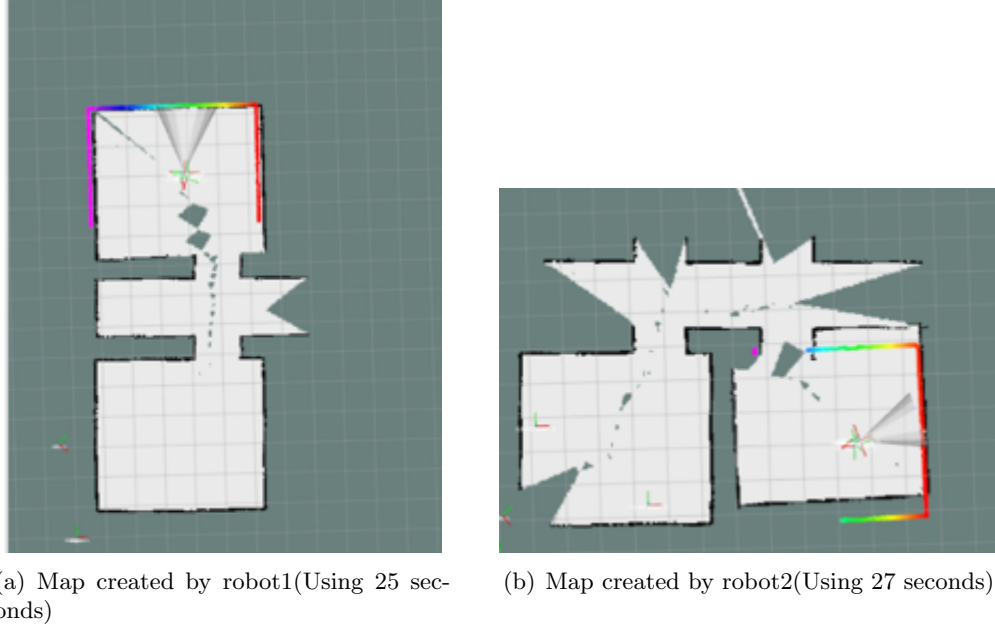 a) Map created by robot1(Using 25 sec-
onds)
(b) Map created by robot2(Using 27 seconds)